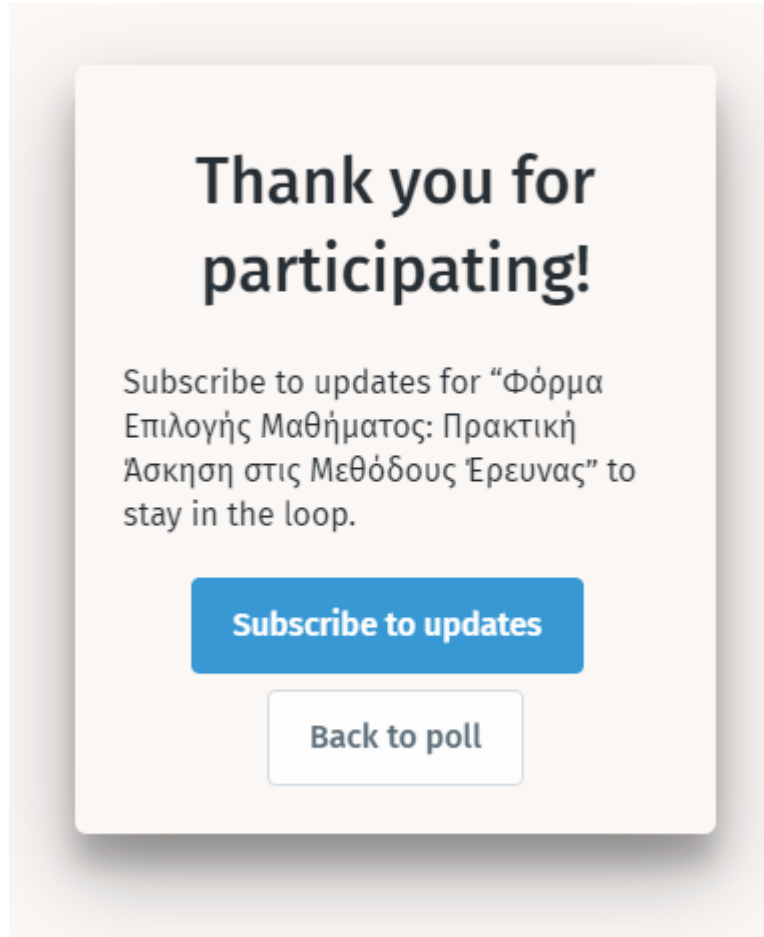 Thank you for
participating!
Subscribe to updates for “Φόρμα
Επιλογής Μαθήματος: Πρακτική
Άσκηση στις Μεθόδους Έρευνας” to
stay in the loop.
Subscribe to updates
Back to poll